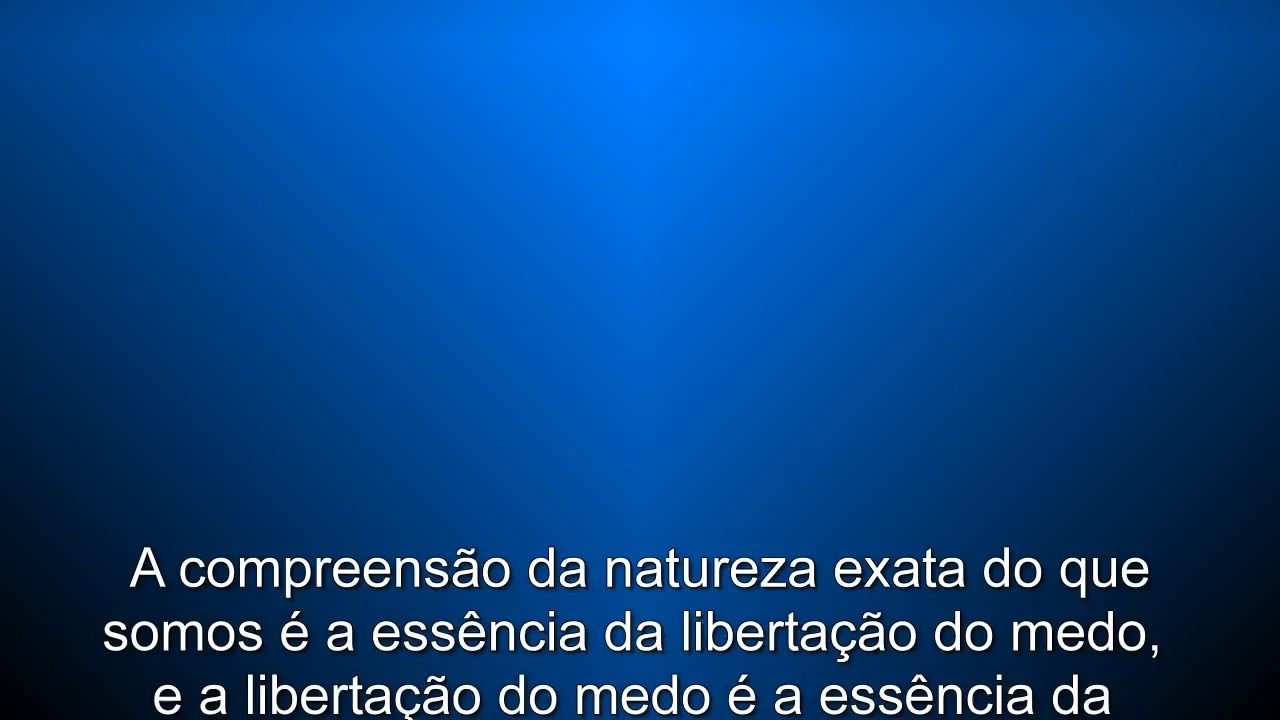 A compreensão da natureza exata do que
somos é a essência da libertação do medo,
e a libertação do medo é a essência da